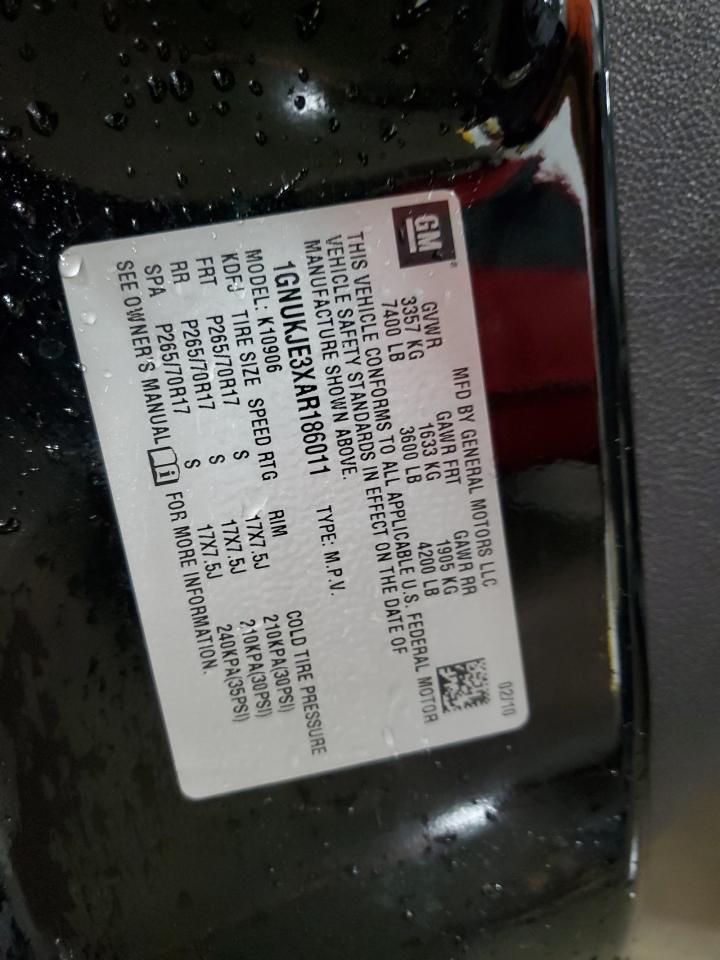 GM
MFD BY GENERAL MOTORS LLC
02/10
GVWR GAWR FRT GAWR RR
3357 KG 1633 KG 1905 KG
7400 LB 3600 LB 4200 LB
THIS VEHICLE CONFORMS TO ALL APPLICABLE U.S. FEDERAL MOTOR
VEHICLE SAFETY STANDARDS IN EFFECT ON THE DATE OF
MANUFACTURE SHOWN ABOVE.
1GNUKJE3XAR186011 TYPE: M.P.V.
MODEL: K10906
KDFJ TIRE SIZE SPEED RTG RIM COLD TIRE PRESSURE
FRT P265/70R17 S 17X7.5J 210KPA(30PSI)
RR P265/70R17 S 17X7.5J 210KPA(30PSI)
SPA P265/70R17 S 17X7.5J 240KPA(35PSI)
SEE OWNER'S MANUAL FOR MORE INFORMATION.